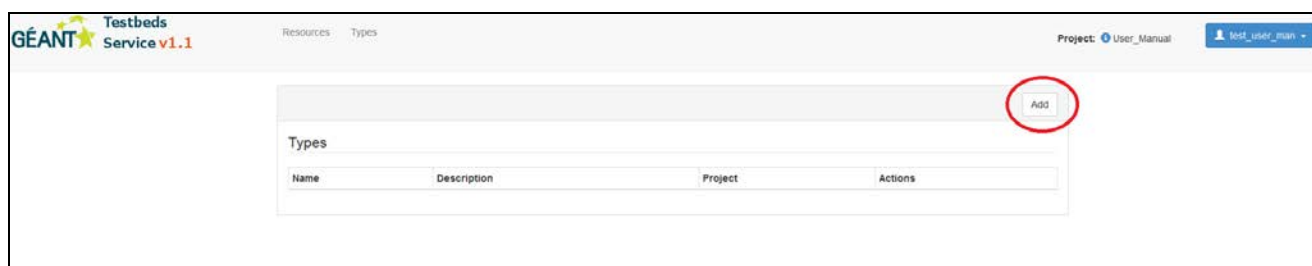 GÉANT
Testbeds
Service v1.1
Resources Types
Project: User_Manual
test_user_man
Add
Types
Name Description Project Actions